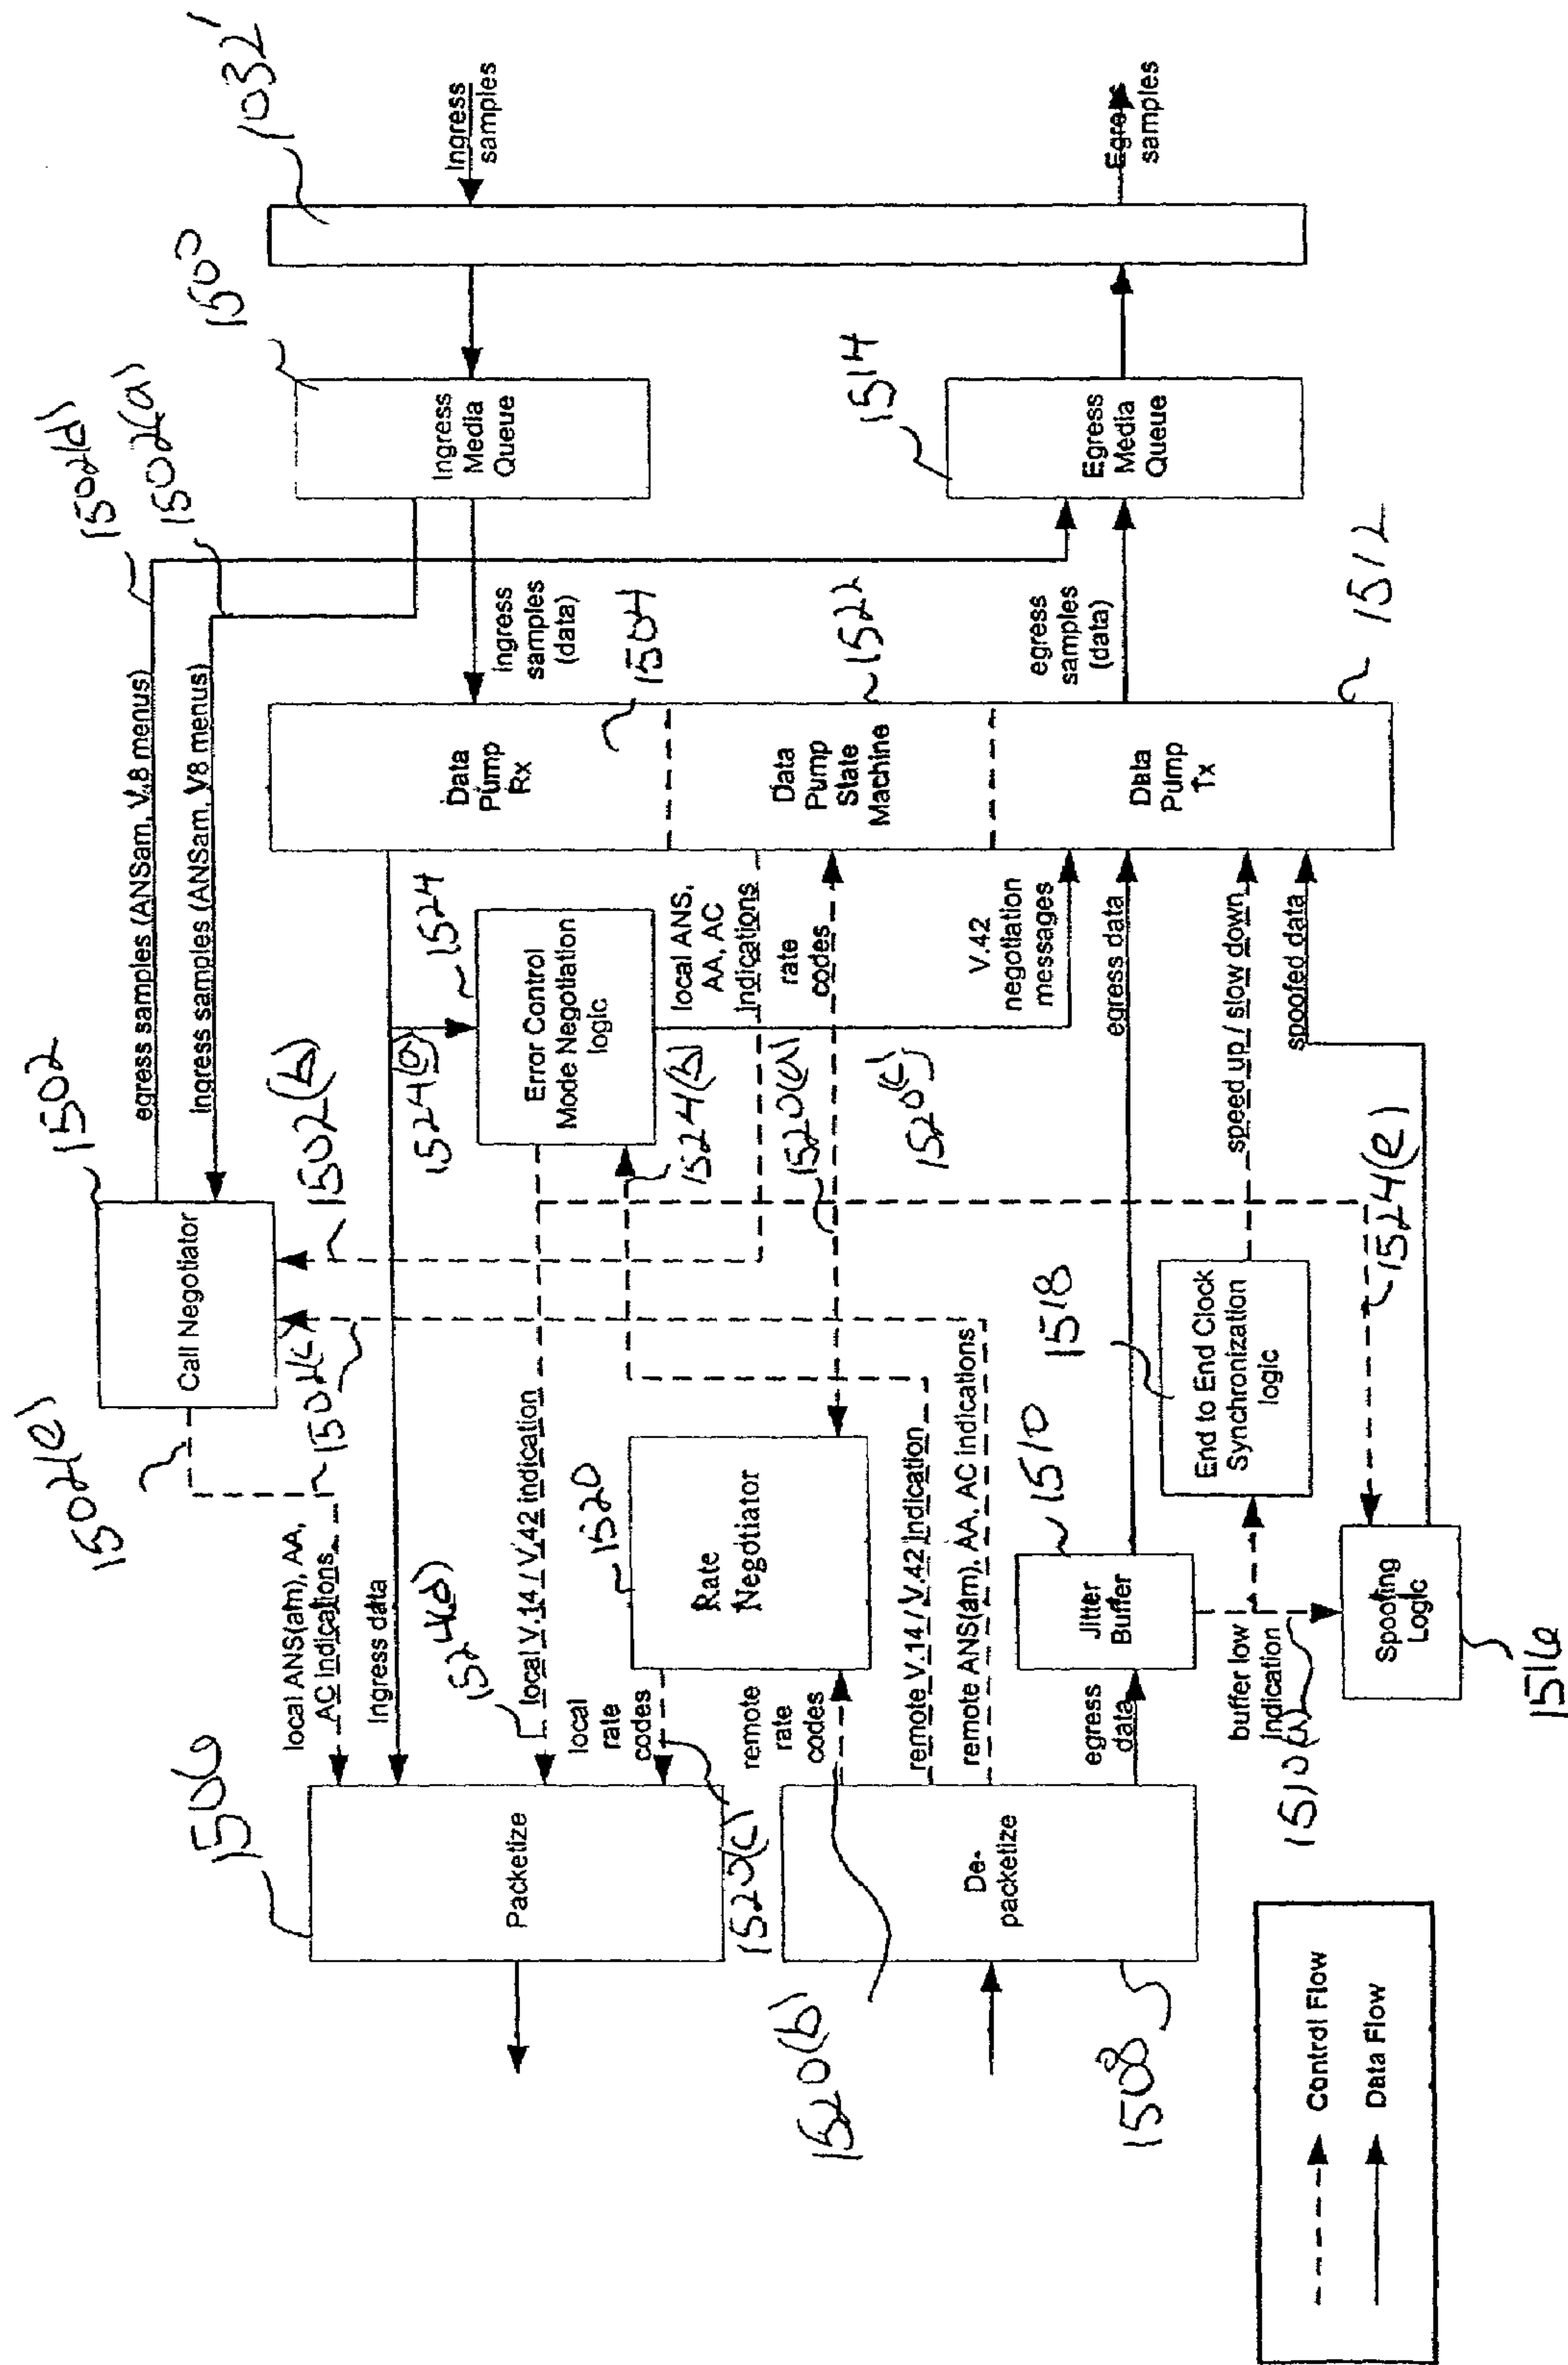 1032'
Ingress
samples
Egress
samples
1500
Ingress
Media
Queue
1514
Egress
Media
Queue
1502(d)
1502(a)
egress samples (ANSam, V.8 menus)
Ingress samples (ANSam, V8 menus)
Ingress
samples
(data)
1504
1522
egress
samples
(data)
1512
Data
Pump
Rx
Data
Pump
State
Machine
Data
Pump
Tx
1502
Call Negotiator
1502(b)
1502(e)
1502(c)
1524
1524(a)
Error Control
Mode Negotiation
logic
1524(b)
local ANS,
AA, AC
Indications
rate
codes
1520(a)
V.42
negotiation
messages
egress data
speed up / slow down
spoofed data
1524(e)
1518
End to End Clock
Synchronization
logic
1506
Packetize
local ANS(am), AA,
AC Indications
Ingress data
1524(d)
local V.14 / V.42 indication
local
rate
codes
1520(c)
1520
Rate
Negotiator
remote
rate
codes
1520(b)
remote V.14 / V.42 Indication
remote ANS(am), AA, AC indications
De-
packetize
1508
egress
data
1510
Jitter
Buffer
buffer low
Indication
1510(a)
Spoofing
Logic
1516
Control Flow
Data Flow